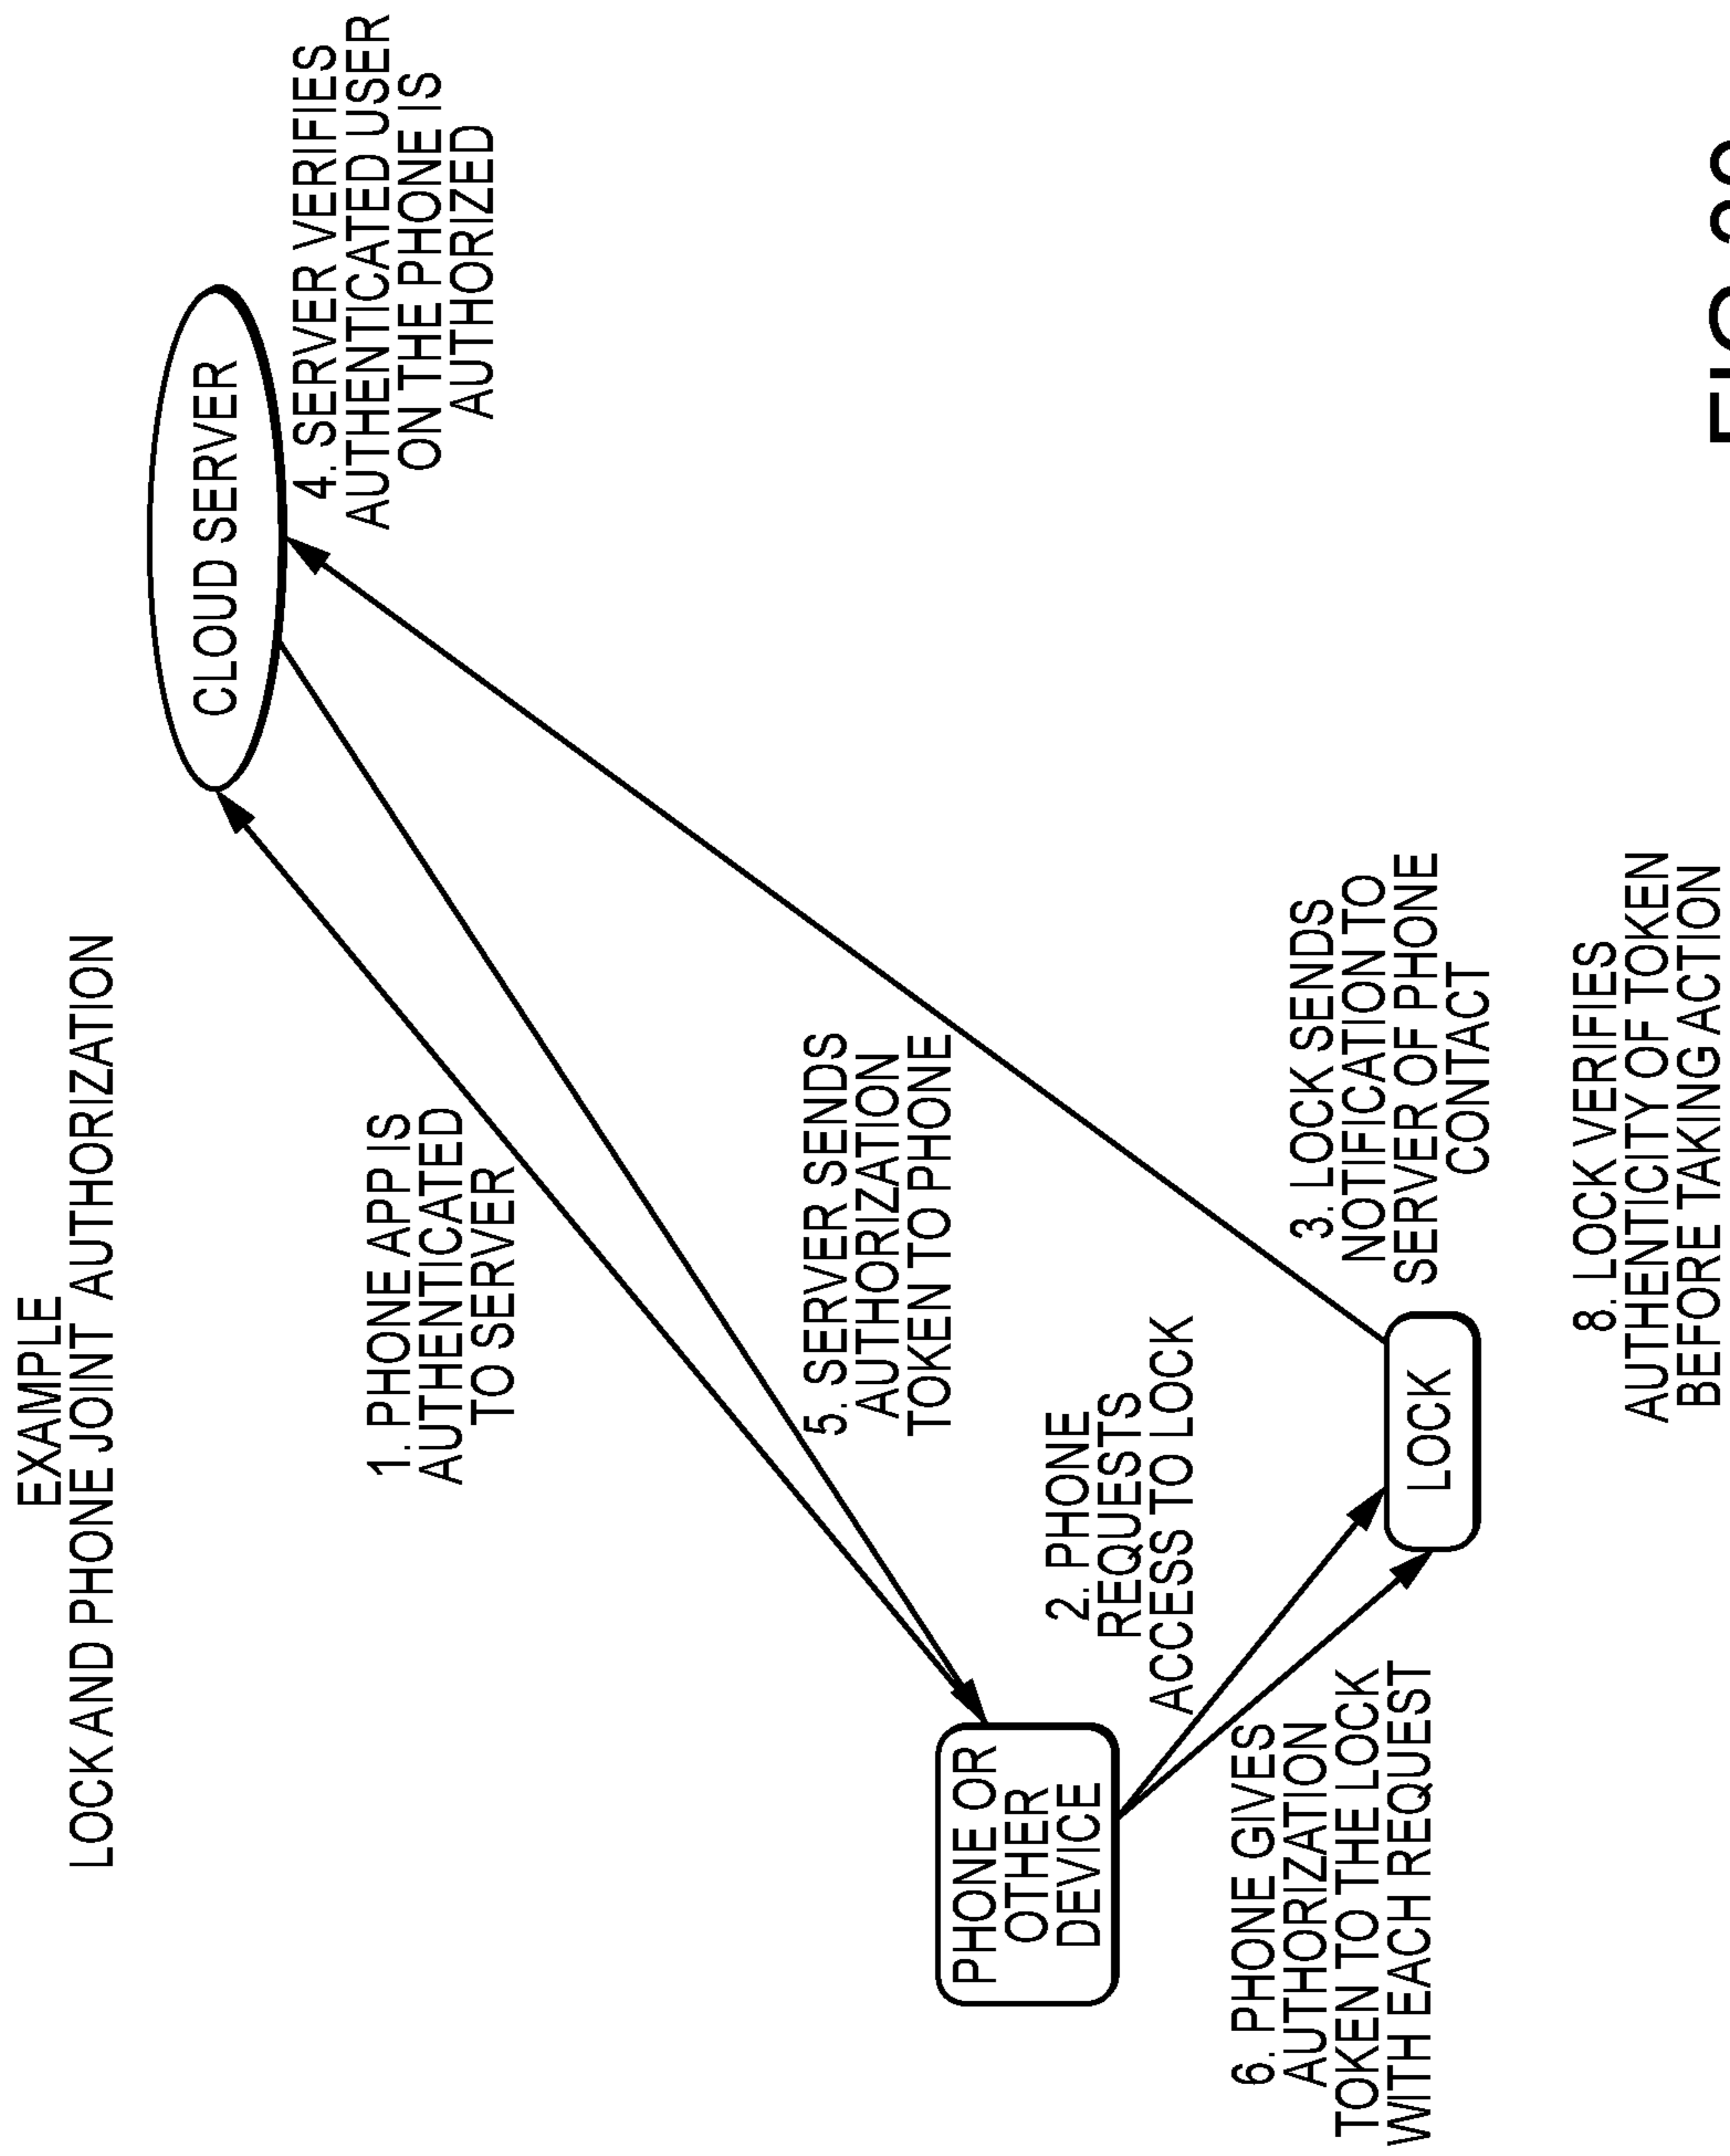 EXAMPLE
LOCK AND PHONE JOINT AUTHORIZATION
CLOUD SERVER
1. PHONE APP IS
AUTHENTICATED
TO SERVER
4. SERVER VERIFIES
AUTHENTICATED USER
ON THE PHONE IS
AUTHORIZED
5. SERVER SENDS
AUTHORIZATION
TOKEN TO PHONE
PHONE OR
OTHER
DEVICE
2. PHONE
REQUESTS
ACCESS TO LOCK
6. PHONE GIVES
AUTHORIZATION
TOKEN TO THE LOCK
WITH EACH REQUEST
LOCK
3. LOCK SENDS
NOTIFICATION TO
SERVER OF PHONE
CONTACT
8. LOCK VERIFIES
AUTHENTICITY OF TOKEN
BEFORE TAKING ACTION